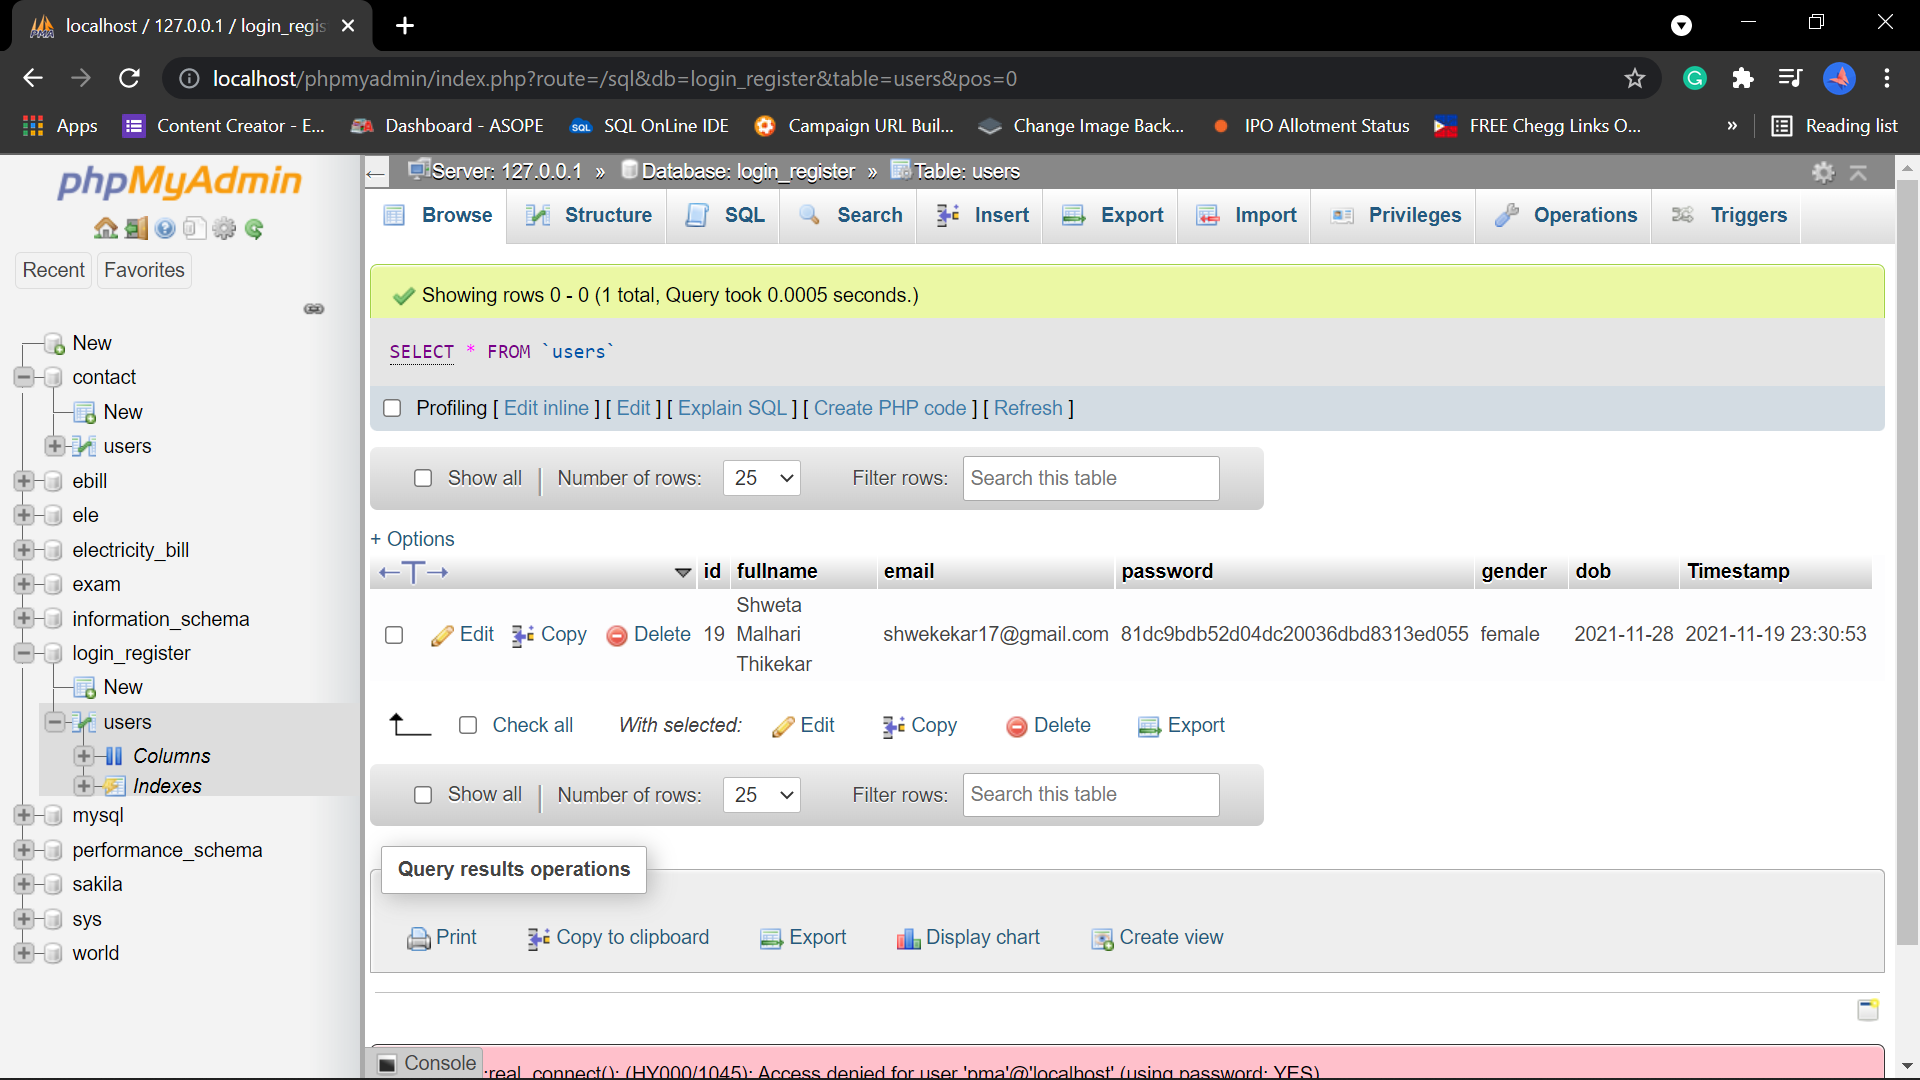 localhost / 127.0.0.1 / login_regis
localhost/phpmyadmin/index.php?route=/sql&db=login_register&table=users&pos=0
Apps
Content Creator - E...
Dashboard - ASOPE
SQL OnLine IDE
Campaign URL Buil...
Change Image Back...
IPO Allotment Status
FREE Chegg Links O...
»
Reading list
phpMyAdmin
Recent
Favorites
New
contact
New
users
ebill
ele
electricity_bill
exam
information_schema
login_register
New
users
Columns
Indexes
mysql
performance_schema
sakila
sys
world
Server: 127.0.0.1 » Database: login_register » Table: users
Browse
Structure
SQL
Search
Insert
Export
Import
Privileges
Operations
Triggers
Showing rows 0 - 0 (1 total, Query took 0.0005 seconds.)
SELECT * FROM `users`
Profiling [ Edit inline ] [ Edit ] [ Explain SQL ] [ Create PHP code ] [ Refresh ]
Show all | Number of rows: 25 Filter rows: Search this table
+ Options
id fullname email password gender dob Timestamp
Edit Copy Delete 19 Shweta Malhari Thikekar shwekekar17@gmail.com 81dc9bdb52d04dc20036dbd8313ed055 female 2021-11-28 2021-11-19 23:30:53
Check all With selected: Edit Copy Delete Export
Show all | Number of rows: 25 Filter rows: Search this table
Query results operations
Print
Copy to clipboard
Export
Display chart
Create view
Console
:real_connect(): (HY000/1045): Access denied for user 'pma'@'localhost' (using password: YES)